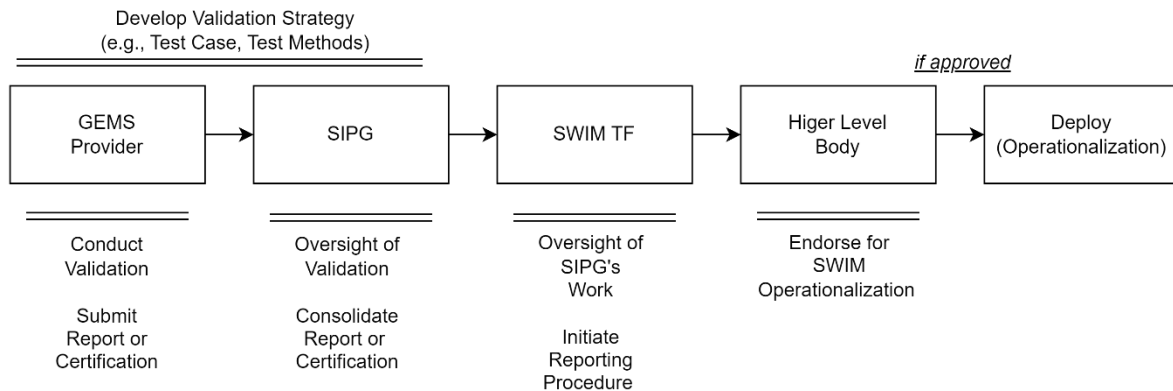 Develop Validation Strategy
(e.g., Test Case, Test Methods)
if approved
GEMS
Provider
SIPG
SWIM TF
Higer Level
Body
Deploy
(Operationalization)
Conduct
Validation
Submit
Report or
Certification
Oversight of
Validation
Consolidate
Report or
Certification
Oversight of
SIPG's
Work
Initiate
Reporting
Procedure
Endorse for
SWIM
Operationalization